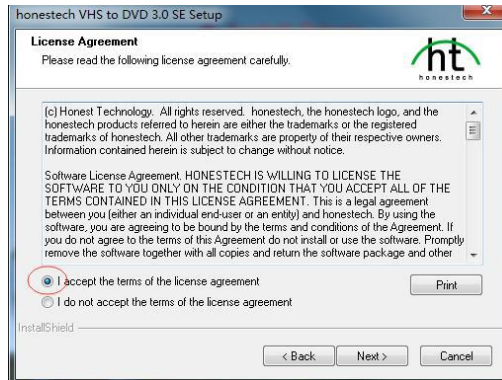 honestech VHS to DVD 3.0 SE Setup
License Agreement
Please read the following license agreement carefully.
ht
honestech
(c) Honest Technology. All rights reserved. honestech, the honestech logo, and the
honestech products referred to herein are either the trademarks or the registered
trademarks of honestech. All other trademarks are property of their respective owners.
Information contained herein is subject to change without notice.
Software License Agreement. HONESTECH IS WILLING TO LICENSE THE
SOFTWARE TO YOU ONLY ON THE CONDITION THAT YOU ACCEPT ALL OF THE
TERMS CONTAINED IN THIS LICENSE AGREEMENT. This is a legal agreement
between you (either an individual end-user or an entity) and honestech. By using the
software, you are agreeing to be bound by the terms and conditions of the Agreement. If
you do not agree to the terms of this Agreement do not install or use the software. Promptly
remove the software together with all copies and return the software package and other
I accept the terms of the license agreement
Print
I do not accept the terms of the license agreement
InstallShield
< Back
Next >
Cancel